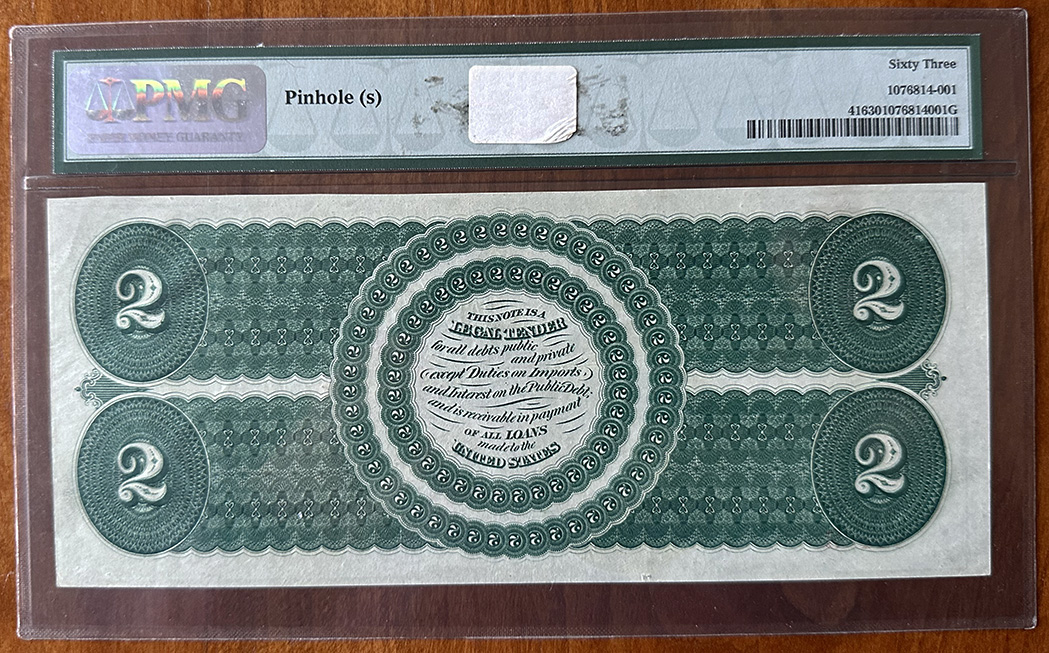 PMG
PAPER MONEY GUARANTY
Pinhole (s)
Sixty Three
1076814-001
416301076814001G
2
2
THIS NOTE IS A
LEGAL TENDER
for all debts public
and private
(except Duties on Imports,)
and Interest on the Public Debt;
and is receivable in payment
OF ALL LOANS
made to the
UNITED STATES
2
2